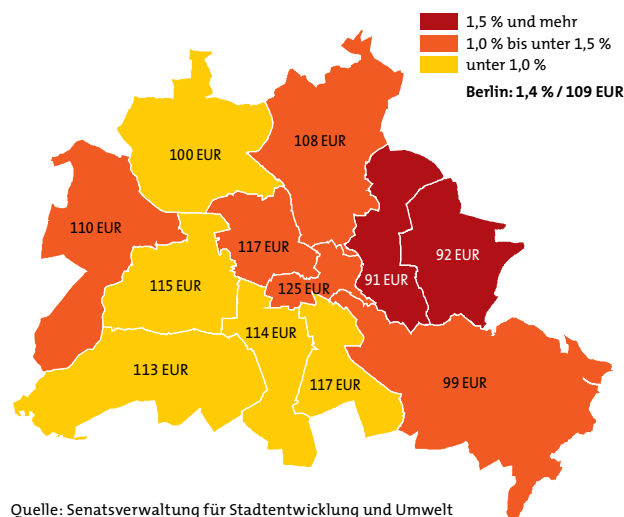 1,5 % und mehr
1,0 % bis unter 1,5 %
unter 1,0 %
Berlin: 1,4 % / 109 EUR
100 EUR
108 EUR
110 EUR
117 EUR
92 EUR
91 EUR
115 EUR
125 EUR
114 EUR
113 EUR
117 EUR
99 EUR
Quelle: Senatsverwaltung für Stadtentwicklung und Umwelt